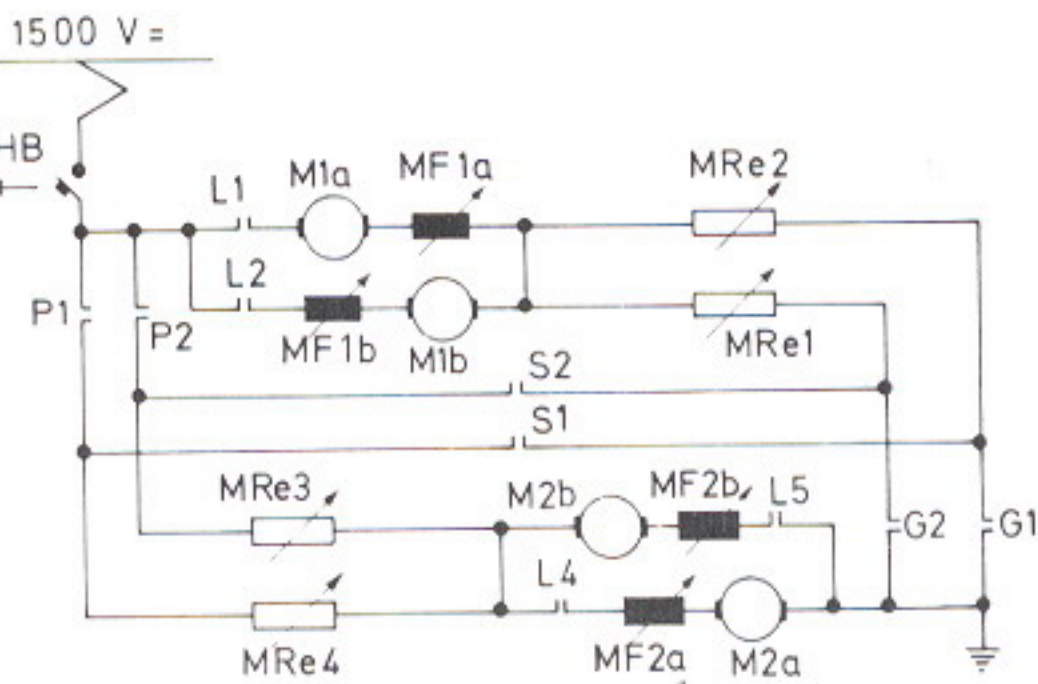 1500 V =
HB
L1
M1a
MF1a
MRe2
L2
P1
P2
MF1b
M1b
MRe1
S2
S1
MRe3
M2b
MF2b
L5
G2
G1
L4
MRe4
MF2a
M2a